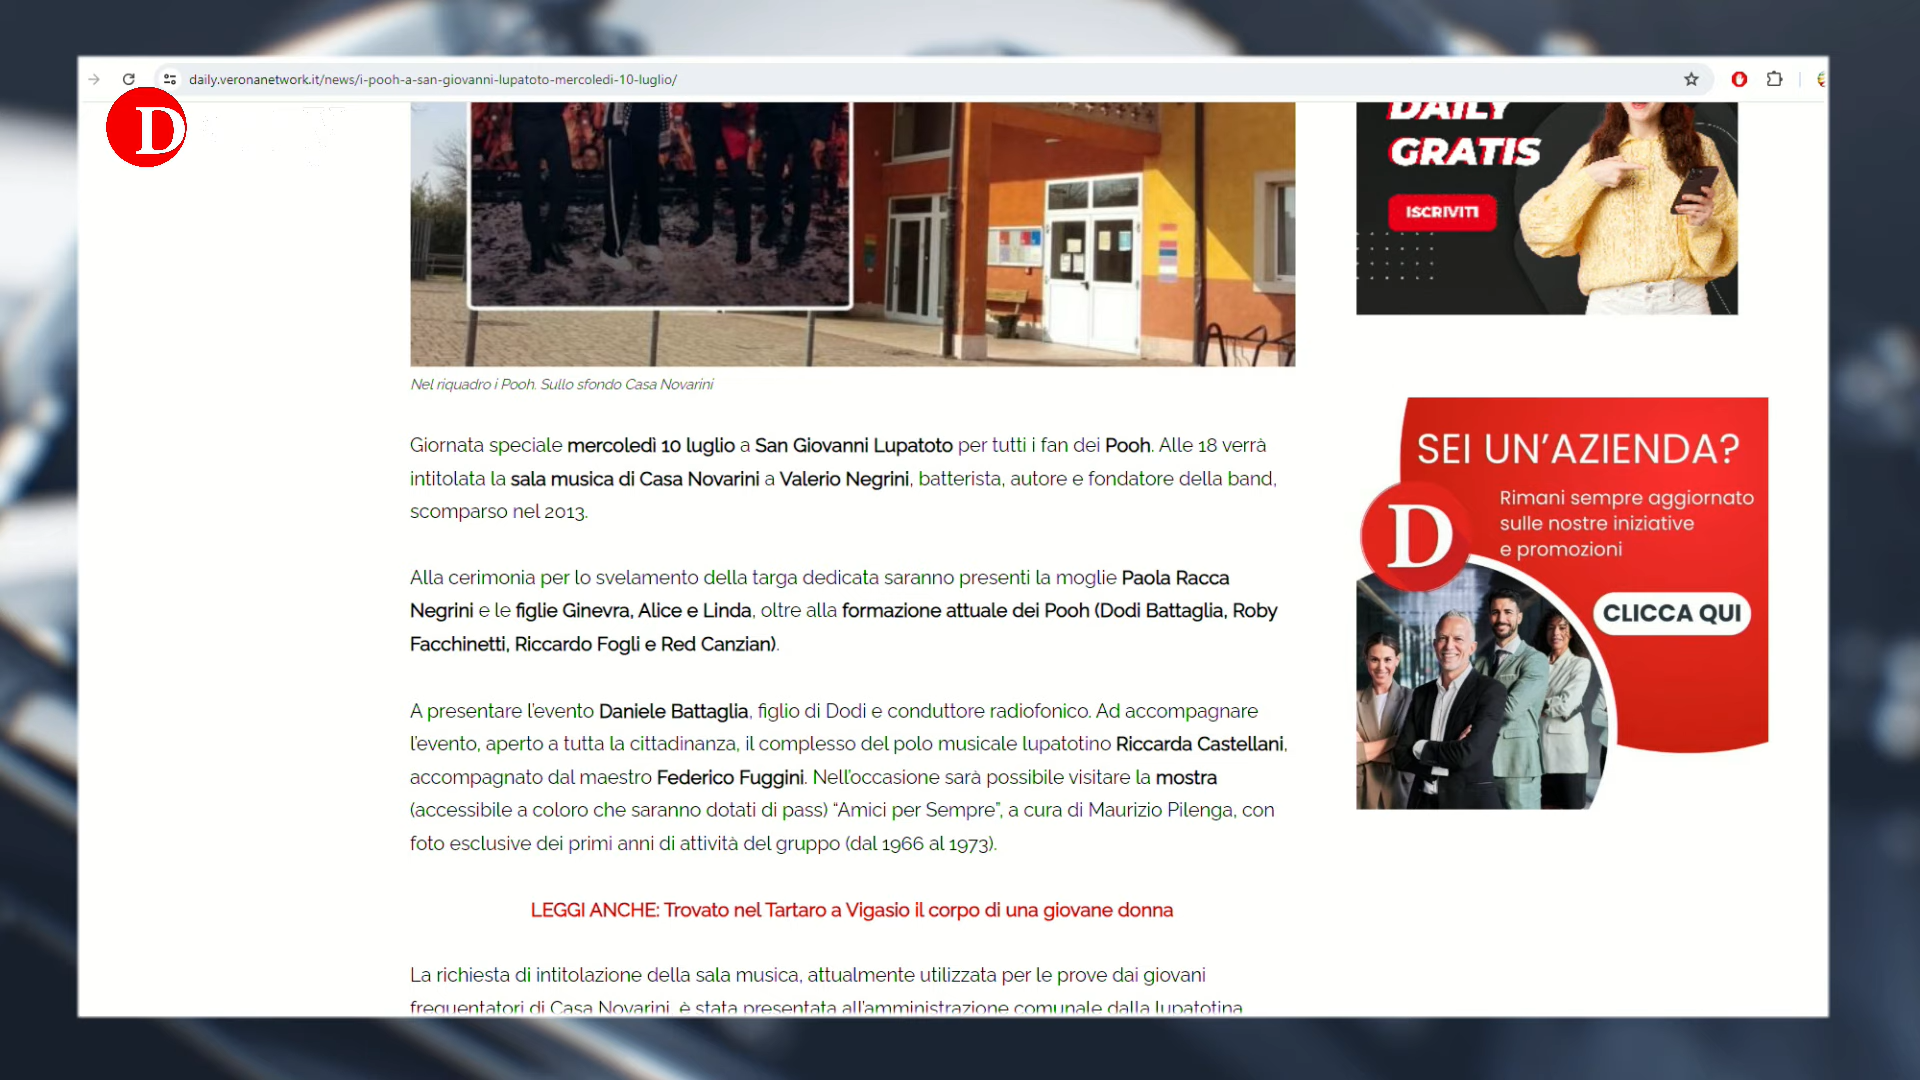 daily.veronanetwork.it/news/i-pooh-a-san-giovanni-lupatoto-mercoledi-10-luglio/
D
DAILY
GRATIS
ISCRIVITI
Nel riquadro i Pooh. Sullo sfondo Casa Novarini
Giornata speciale mercoledì 10 luglio a San Giovanni Lupatoto per tutti i fan dei Pooh. Alle 18 verrà
intitolata la sala musica di Casa Novarini a Valerio Negrini, batterista, autore e fondatore della band,
scomparso nel 2013.
Alla cerimonia per lo svelamento della targa dedicata saranno presenti la moglie Paola Racca
Negrini e le figlie Ginevra, Alice e Linda, oltre alla formazione attuale dei Pooh (Dodi Battaglia, Roby
Facchinetti, Riccardo Fogli e Red Canzian).
A presentare l'evento Daniele Battaglia, figlio di Dodi e conduttore radiofonico. Ad accompagnare
l'evento, aperto a tutta la cittadinanza, il complesso del polo musicale lupatotino Riccarda Castellani,
accompagnato dal maestro Federico Fuggini. Nell'occasione sarà possibile visitare la mostra
(accessibile a coloro che saranno dotati di pass) “Amici per Sempre”, a cura di Maurizio Pilenga, con
foto esclusive dei primi anni di attività del gruppo (dal 1966 al 1973).
LEGGI ANCHE: Trovato nel Tartaro a Vigasio il corpo di una giovane donna
La richiesta di intitolazione della sala musica, attualmente utilizzata per le prove dai giovani
frequentatori di Casa Novarini, è stata presentata all'amministrazione comunale dalla lupatotina
SEI UN'AZIENDA?
Rimani sempre aggiornato
sulle nostre iniziative
e promozioni
D
CLICCA QUI